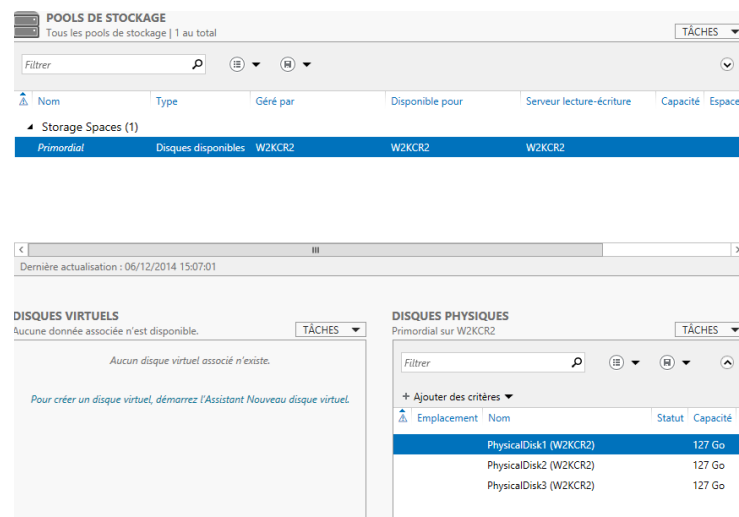 POOLS DE STOCKAGE
Tous les pools de stockage | 1 au total
TÂCHES
Filtrer
Nom Type Géré par Disponible pour Serveur lecture-écriture Capacité Espace
Storage Spaces (1)
Primordial Disques disponibles W2KCR2 W2KCR2 W2KCR2
Dernière actualisation : 06/12/2014 15:07:01
DISQUES VIRTUELS
Aucune donnée associée n'est disponible.
TÂCHES
Aucun disque virtuel associé n'existe.
Pour créer un disque virtuel, démarrez l'Assistant Nouveau disque virtuel.
DISQUES PHYSIQUES
Primordial sur W2KCR2
TÂCHES
Filtrer
+ Ajouter des critères
Emplacement Nom Statut Capacité
PhysicalDisk1 (W2KCR2) 127 Go
PhysicalDisk2 (W2KCR2) 127 Go
PhysicalDisk3 (W2KCR2) 127 Go